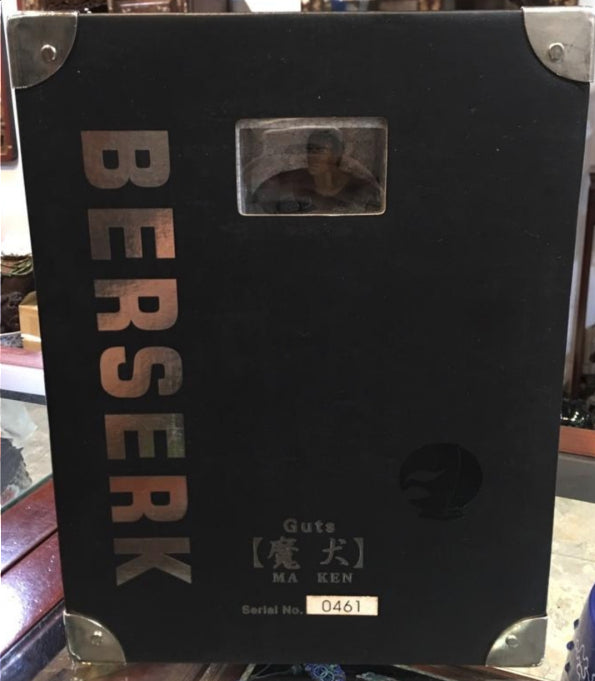 BERSERK
Guts
【魔犬】
MA KEN
Serial No. 0461